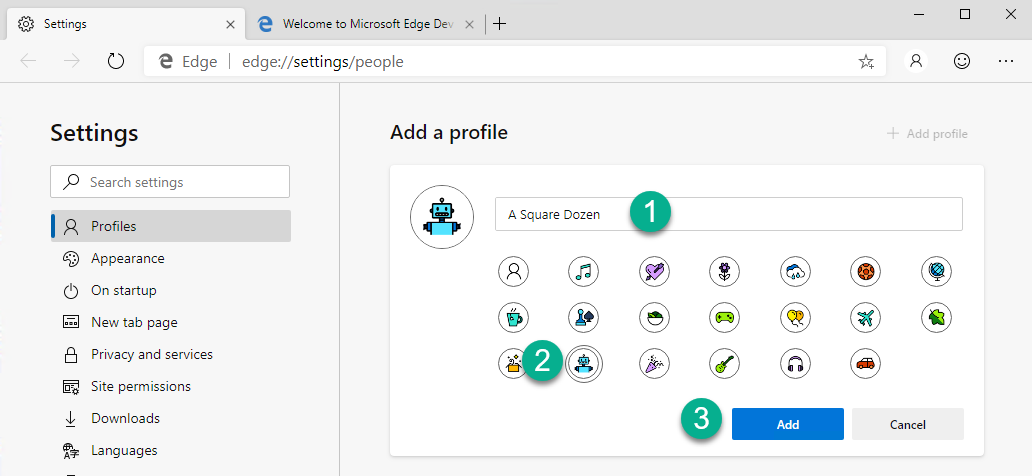 Settings
Welcome to Microsoft Edge Dev
Edge
edge://settings/people
Settings
Search settings
Profiles
Appearance
On startup
New tab page
Privacy and services
Site permissions
Downloads
Languages
Add a profile
Add profile
A Square Dozen
1
2
3
Add
Cancel